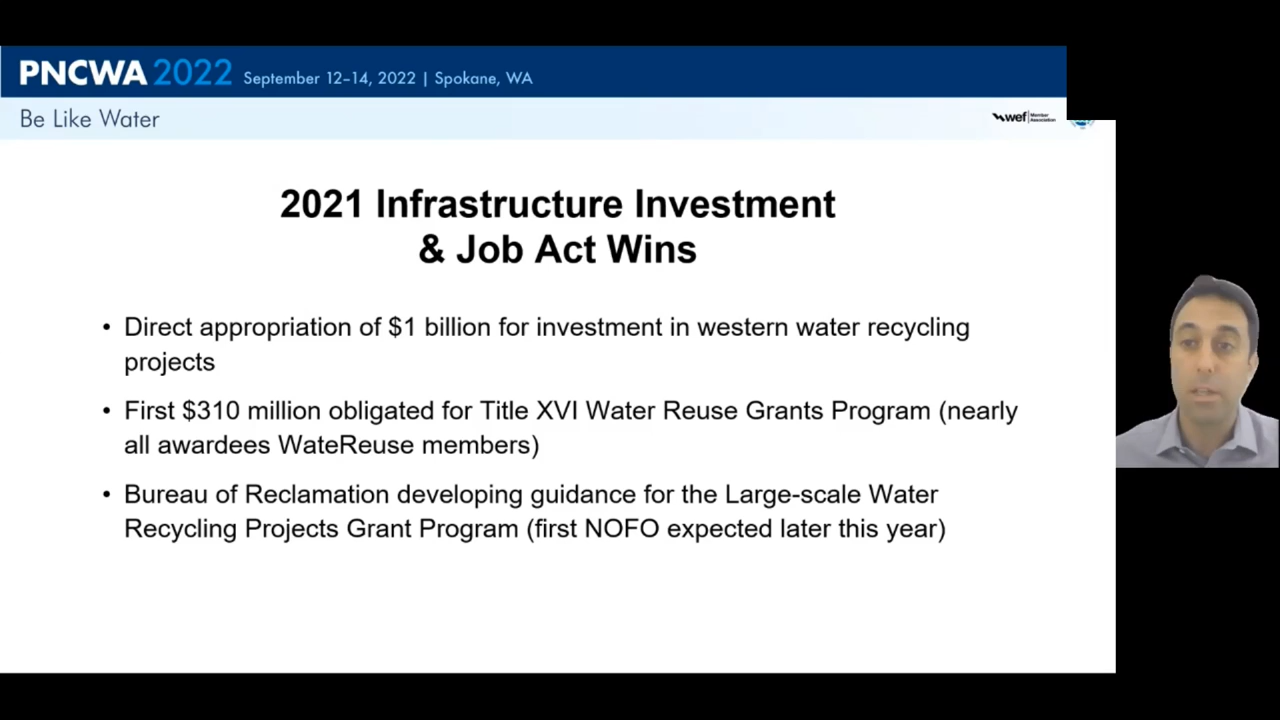 PNCWA 2022 September 12–14, 2022 | Spokane, WA
Be Like Water
wef Member Association
2021 Infrastructure Investment
& Job Act Wins
• Direct appropriation of $1 billion for investment in western water recycling
projects
• First $310 million obligated for Title XVI Water Reuse Grants Program (nearly
all awardees WateReuse members)
• Bureau of Reclamation developing guidance for the Large-scale Water
Recycling Projects Grant Program (first NOFO expected later this year)